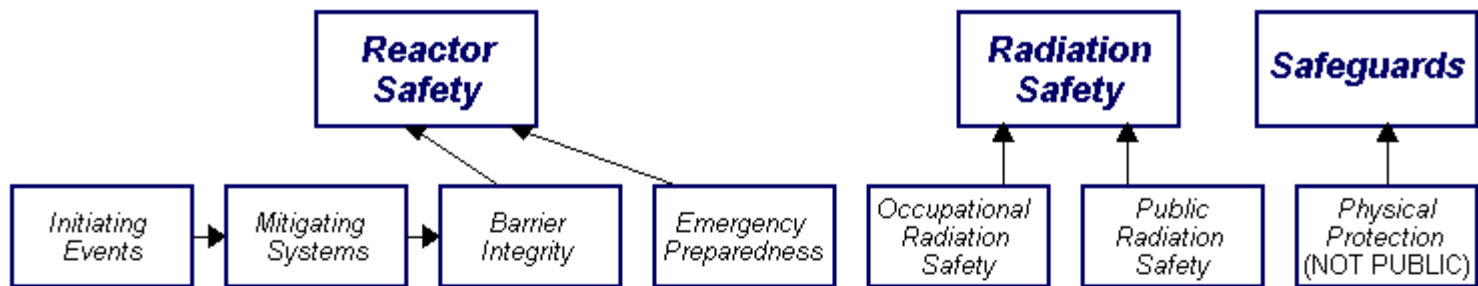 Reactor
Safety
Radiation
Safety
Safeguards
Initiating
Events
Mitigating
Systems
Barrier
Integrity
Emergency
Preparedness
Occupational
Radiation
Safety
Public
Radiation
Safety
Physical
Protection
(NOT PUBLIC)